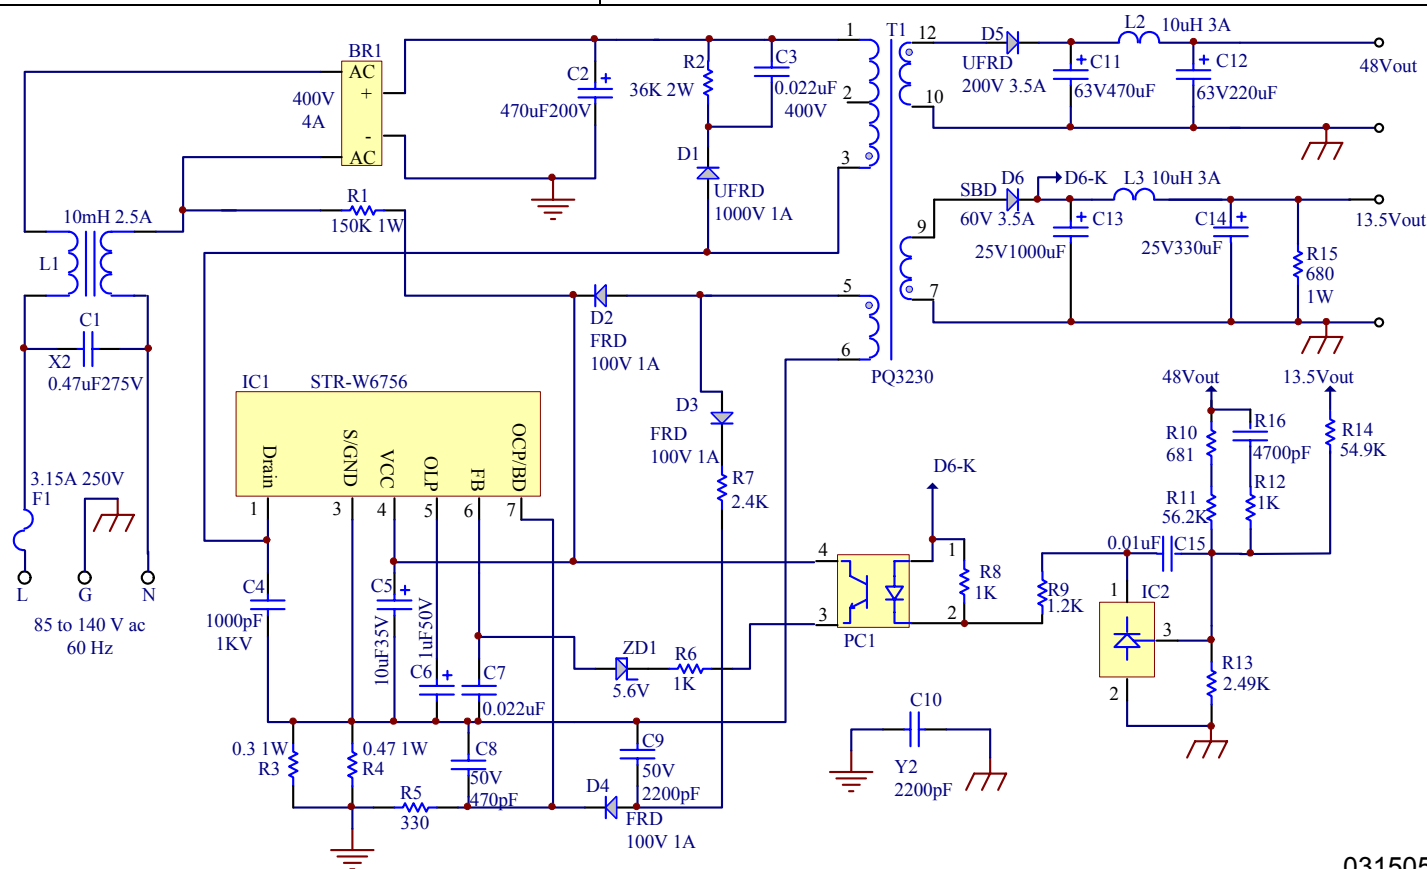 BR1
400V
4A
AC
+
-
AC
C2
+
470uF200V
R2
36K 2W
C3
0.022uF
400V
D1
UFRD
1000V 1A
1
2
3
T1
12
10
D5
UFRD
200V 3.5A
L2
10uH 3A
+
C11
63V470uF
+
C12
63V220uF
48Vout
R1
150K 1W
10mH 2.5A
L1
C1
X2
0.47uF275V
D6
SBD
60V 3.5A
D6-K
L3
10uH 3A
9
7
+
C13
25V1000uF
C14
+
25V330uF
13.5Vout
R15
680
1W
5
6
PQ3230
D2
FRD
100V 1A
D3
FRD
100V 1A
R7
2.4K
IC1
STR-W6756
Drain
S/GND
VCC
OLP
FB
OCP/BD
1
3
4
5
6
7
3.15A 250V
F1
L
G
N
85 to 140 V ac
60 Hz
C4
1000pF
1KV
C5
+
10uF35V
1uF50V
C6
+
C7
0.022uF
ZD1
5.6V
R6
1K
4
3
PC1
D6-K
1
2
R8
1K
R9
1.2K
48Vout
13.5Vout
R10
681
R16
4700pF
R14
54.9K
R11
56.2K
R12
1K
0.01uF
C15
1
IC2
3
2
R13
2.49K
0.3 1W
R3
0.47 1W
R4
C8
50V
470pF
C9
50V
2200pF
R5
330
D4
FRD
100V 1A
C10
Y2
2200pF
031505